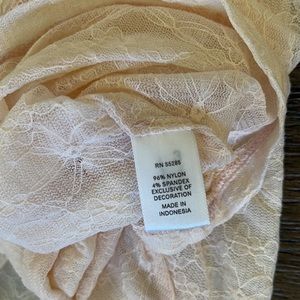 RN 55285
96% NYLON
4% SPANDEX
EXCLUSIVE OF
DECORATION
MADE IN
INDONESIA